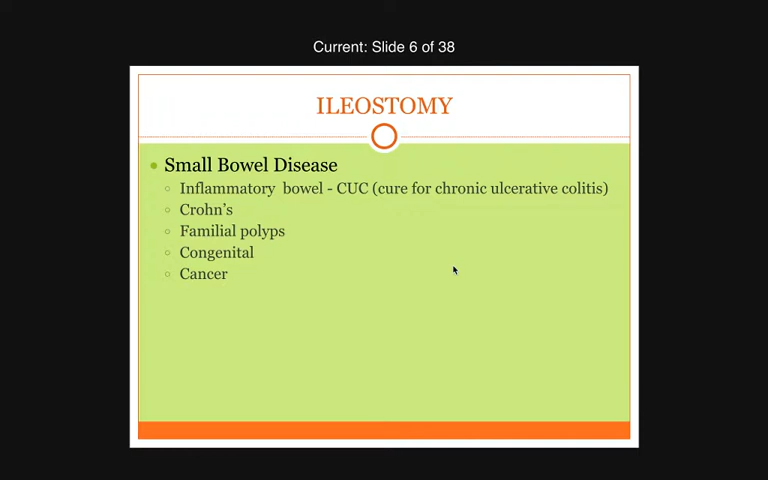 Current: Slide 6 of 38
ILEOSTOMY
Small Bowel Disease
Inflammatory bowel - CUC (cure for chronic ulcerative colitis)
Crohn's
Familial polyps
Congenital
Cancer